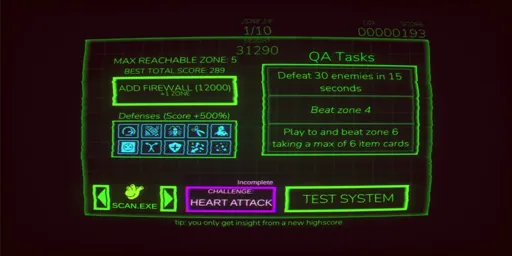 1/10
31290
00000193
MAX REACHABLE ZONE: 5
BEST TOTAL SCORE: 289
ADD FIREWALL (12000)
+1 ZONE
Defenses (Score +500%)
SCAN.EXE
Incomplete
CHALLENGE:
HEART ATTACK
QA Tasks
Defeat 30 enemies in 15
seconds
Beat zone 4
Play to and beat zone 6
taking a max of 6 item cards
TEST SYSTEM
tip: you only get insight from a new highscore